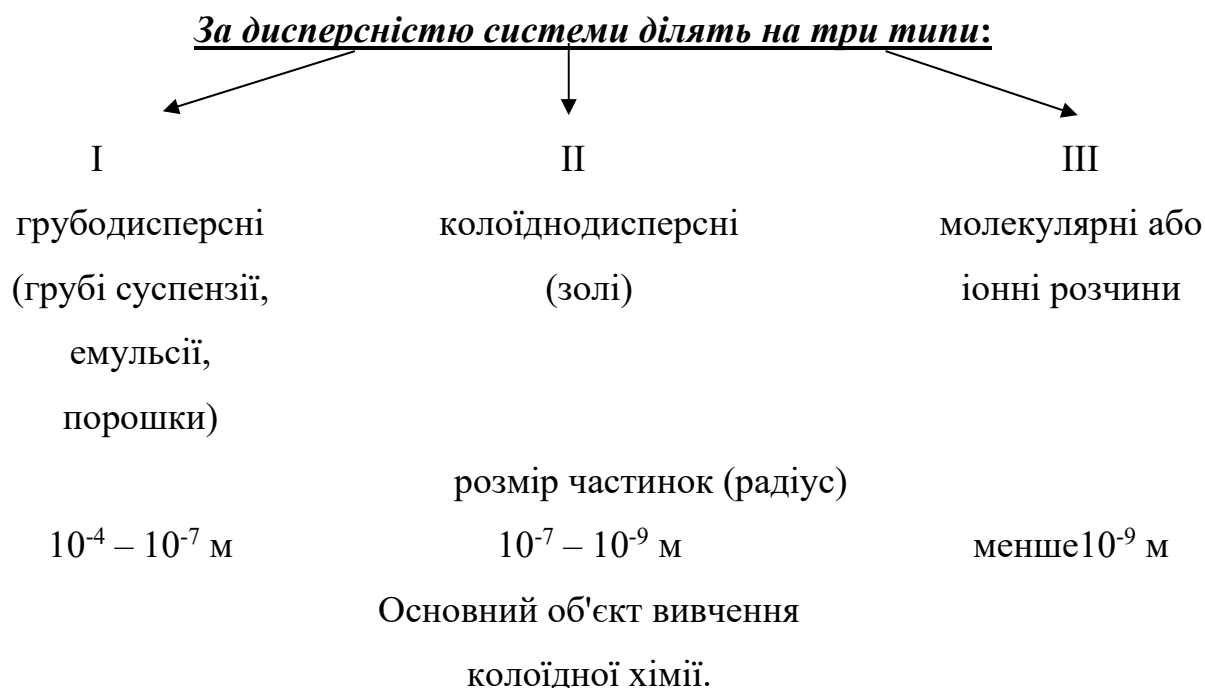 За дисперсністю системи ділять на три типи:
I II III
грубодисперсні колоїднодисперсні молекулярні або
(грубі суспензії, (золі) іонні розчини
емульсії,
порошки)
розмір частинок (радіус)
10⁻⁴ – 10⁻⁷ м 10⁻⁷ – 10⁻⁹ м менше10⁻⁹ м
Основний об'єкт вивчення
колоїдної хімії.